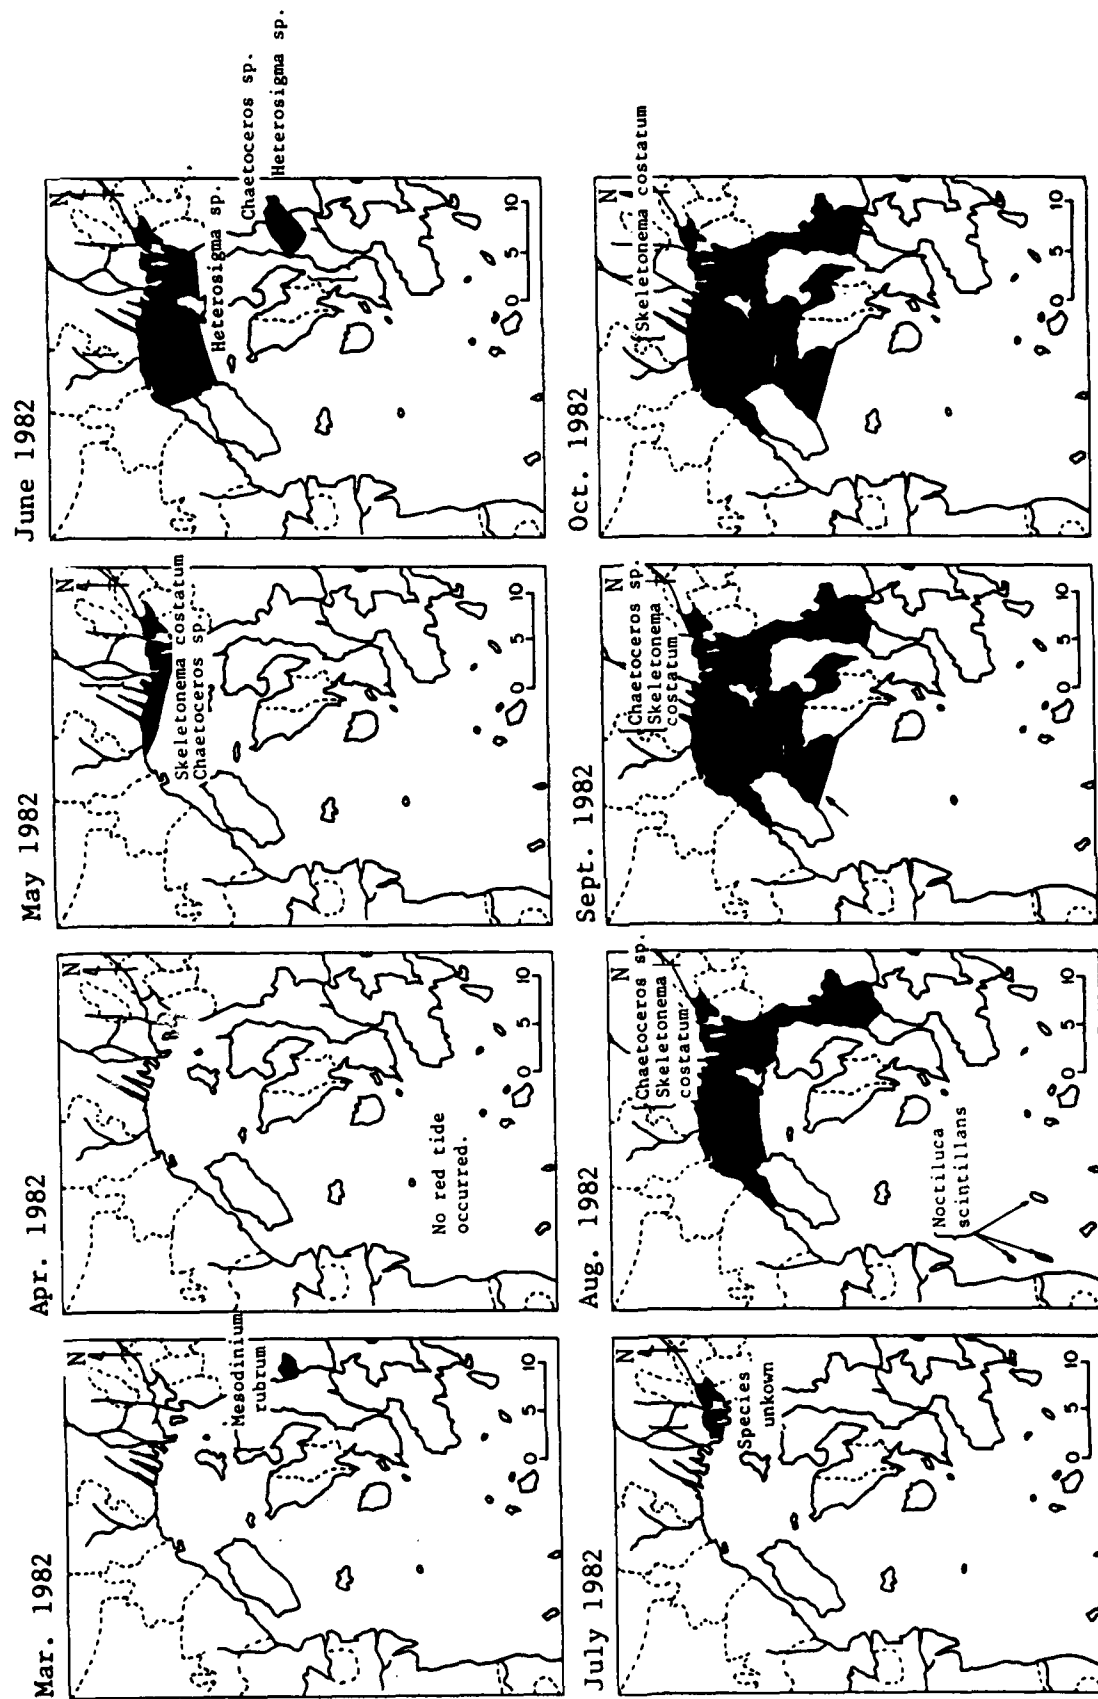 Mar. 1982
N
Mesodinium
rubrum
0 5 10
Apr. 1982
N
No red tide
occurred.
0 5 10
May 1982
N
Skeletonema costatum
Chaetoceros sp.
0 5 10
June 1982
N
Heterosigma sp.
Chaetoceros sp.
Heterosigma sp.
0 5 10
July 1982
N
Species
unkown
0 5 10
Aug. 1982
N
Chaetoceros sp.
Skeletonema
costatum
Noctiluca
scintillans
0 5 10
Sept. 1982
N
Chaetoceros sp.
Skeletonema
costatum
0 5 10
Oct. 1982
N
Skeletonema costatum
0 5 10